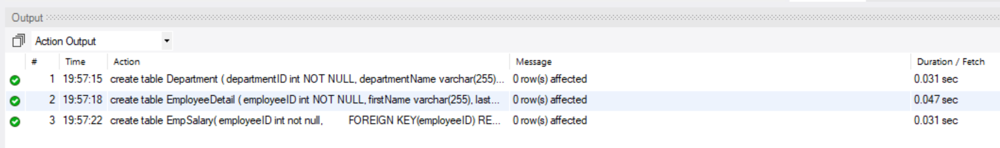 Output
Action Output
# Time Action Message Duration / Fetch
1 19:57:15 create table Department ( departmentID int NOT NULL, departmentName varchar(255)... 0 row(s) affected 0.031 sec
2 19:57:18 create table EmployeeDetail ( employeeID int NOT NULL, firstName varchar(255), last... 0 row(s) affected 0.047 sec
3 19:57:22 create table EmpSalary( employeeID int not null, FOREIGN KEY(employeeID) RE... 0 row(s) affected 0.031 sec